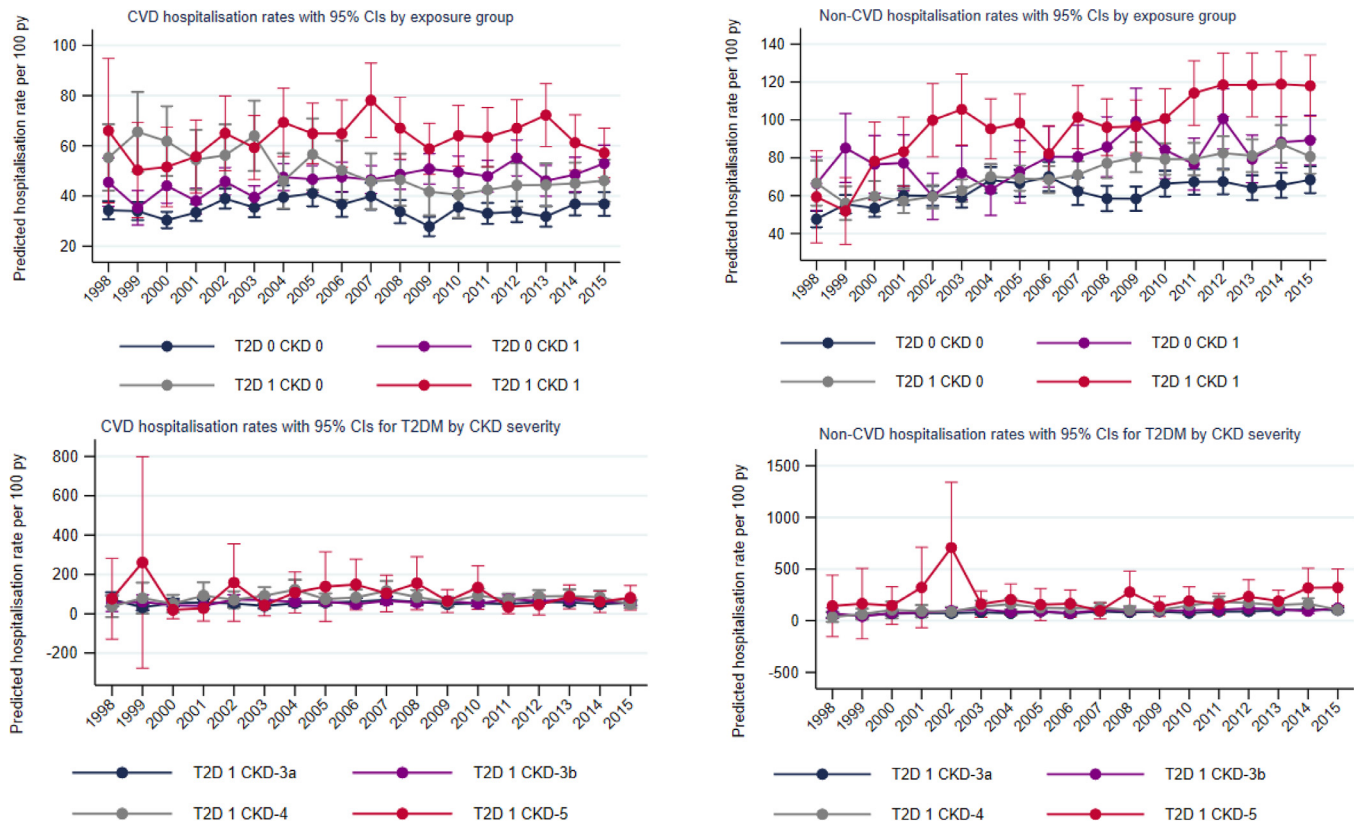 CVD hospitalisation rates with 95% CIs by exposure group
Predicted hospitalisation rate per 100 py
100
80
60
40
20
1998 1999 2000 2001 2002 2003 2004 2005 2006 2007 2008 2009 2010 2011 2012 2013 2014 2015
T2D 0 CKD 0 T2D 0 CKD 1
T2D 1 CKD 0 T2D 1 CKD 1
Non-CVD hospitalisation rates with 95% CIs by exposure group
Predicted hospitalisation rate per 100 py
140
120
100
80
60
40
1998 1999 2000 2001 2002 2003 2004 2005 2006 2007 2008 2009 2010 2011 2012 2013 2014 2015
T2D 0 CKD 0 T2D 0 CKD 1
T2D 1 CKD 0 T2D 1 CKD 1
CVD hospitalisation rates with 95% CIs for T2DM by CKD severity
Predicted hospitalisation rate per 100 py
800
600
400
200
0
-200
1998 1999 2000 2001 2002 2003 2004 2005 2006 2007 2008 2009 2010 2011 2012 2013 2014 2015
T2D 1 CKD-3a T2D 1 CKD-3b
T2D 1 CKD-4 T2D 1 CKD-5
Non-CVD hospitalisation rates with 95% CIs for T2DM by CKD severity
Predicted hospitalisation rate per 100 py
1500
1000
500
0
-500
1998 1999 2000 2001 2002 2003 2004 2005 2006 2007 2008 2009 2010 2011 2012 2013 2014 2015
T2D 1 CKD-3a T2D 1 CKD-3b
T2D 1 CKD-4 T2D 1 CKD-5